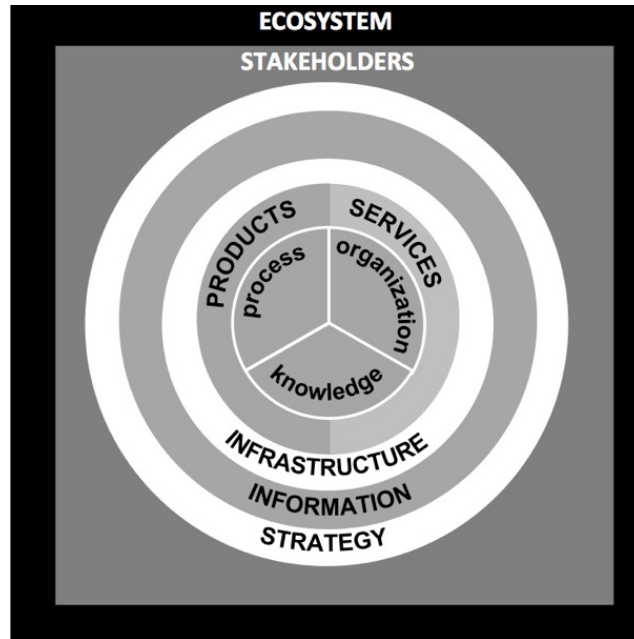 ECOSYSTEM
STAKEHOLDERS
PRODUCTS
SERVICES
process
organization
knowledge
INFRASTRUCTURE
INFORMATION
STRATEGY